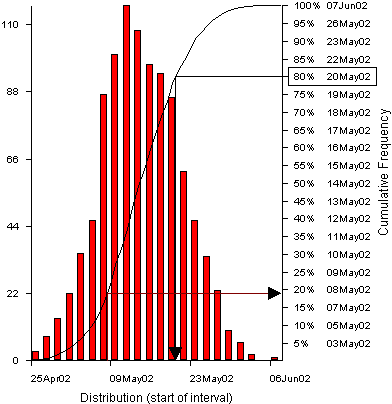 110
88
66
44
22
0
100% 07Jun02
95% 26May02
90% 23May02
85% 22May02
80% 20May02
75% 19May02
70% 18May02
65% 17May02
60% 16May02
55% 15May02
50% 14May02
45% 13May02
40% 12May02
35% 11May02
30% 10May02
25% 09May02
20% 08May02
15% 07May02
10% 05May02
5% 03May02
Cumulative Frequency
25Apr02 09May02 23May02 06Jun02
Distribution (start of interval)